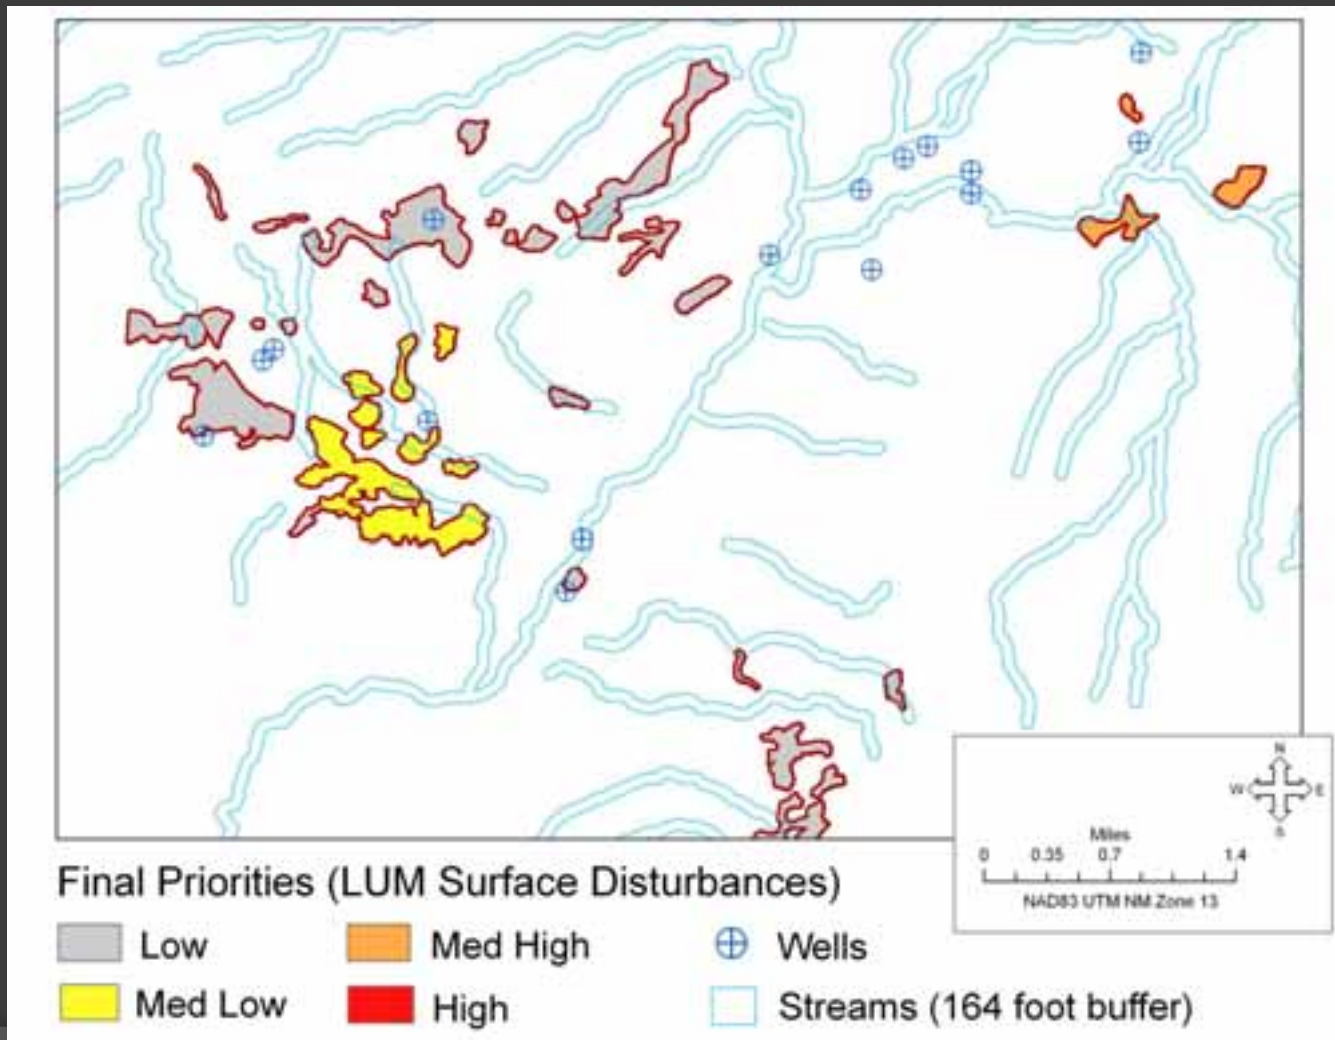 N
W E
S
Miles
0 0.35 0.7 1.4
NAD83 UTM NM Zone 13
Final Priorities (LUM Surface Disturbances)
Low Med High Wells
Med Low High Streams (164 foot buffer)